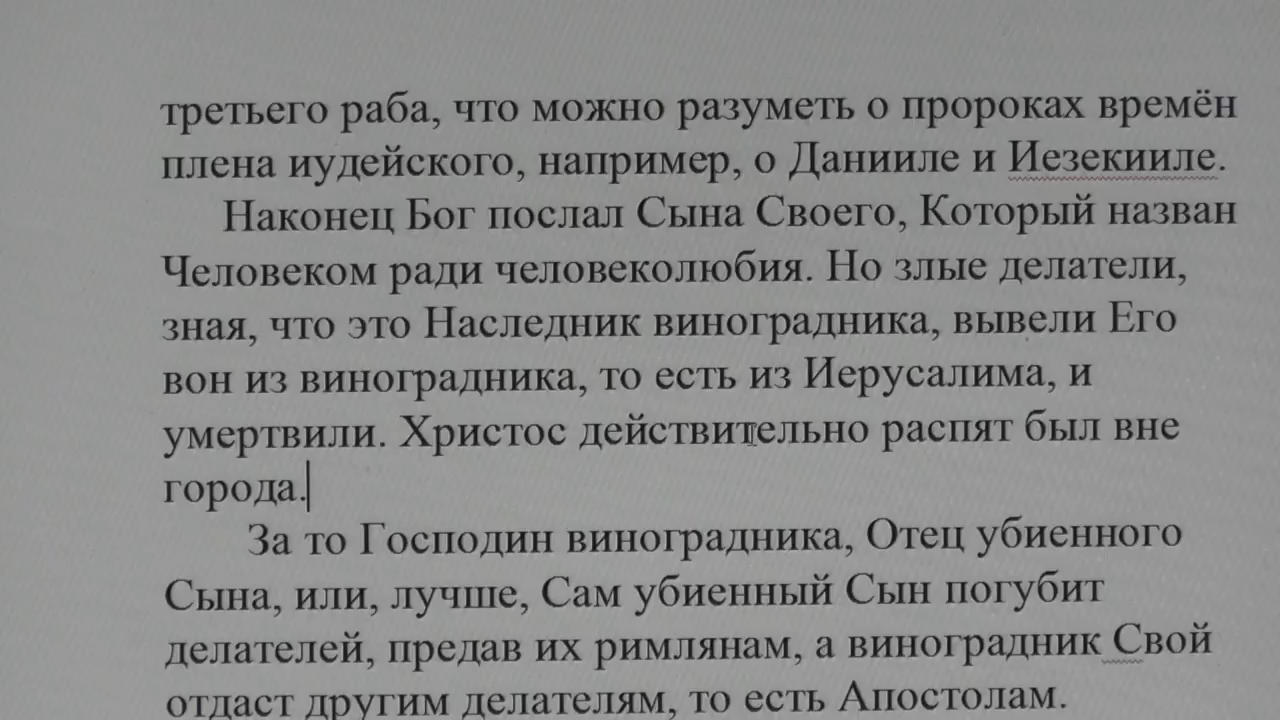 третьего раба, что можно разуметь о пророках времён
плена иудейского, например, о Данииле и Иезекииле.
Наконец Бог послал Сына Своего, Который назван
Человеком ради человеколюбия. Но злые делатели,
зная, что это Наследник виноградника, вывели Его
вон из виноградника, то есть из Иерусалима, и
умертвили. Христос действительно распят был вне
города.
За то Господин виноградника, Отец убиенного
Сына, или, лучше, Сам убиенный Сын погубит
делателей, предав их римлянам, а виноградник Свой
отдаст другим делателям, то есть Апостолам.